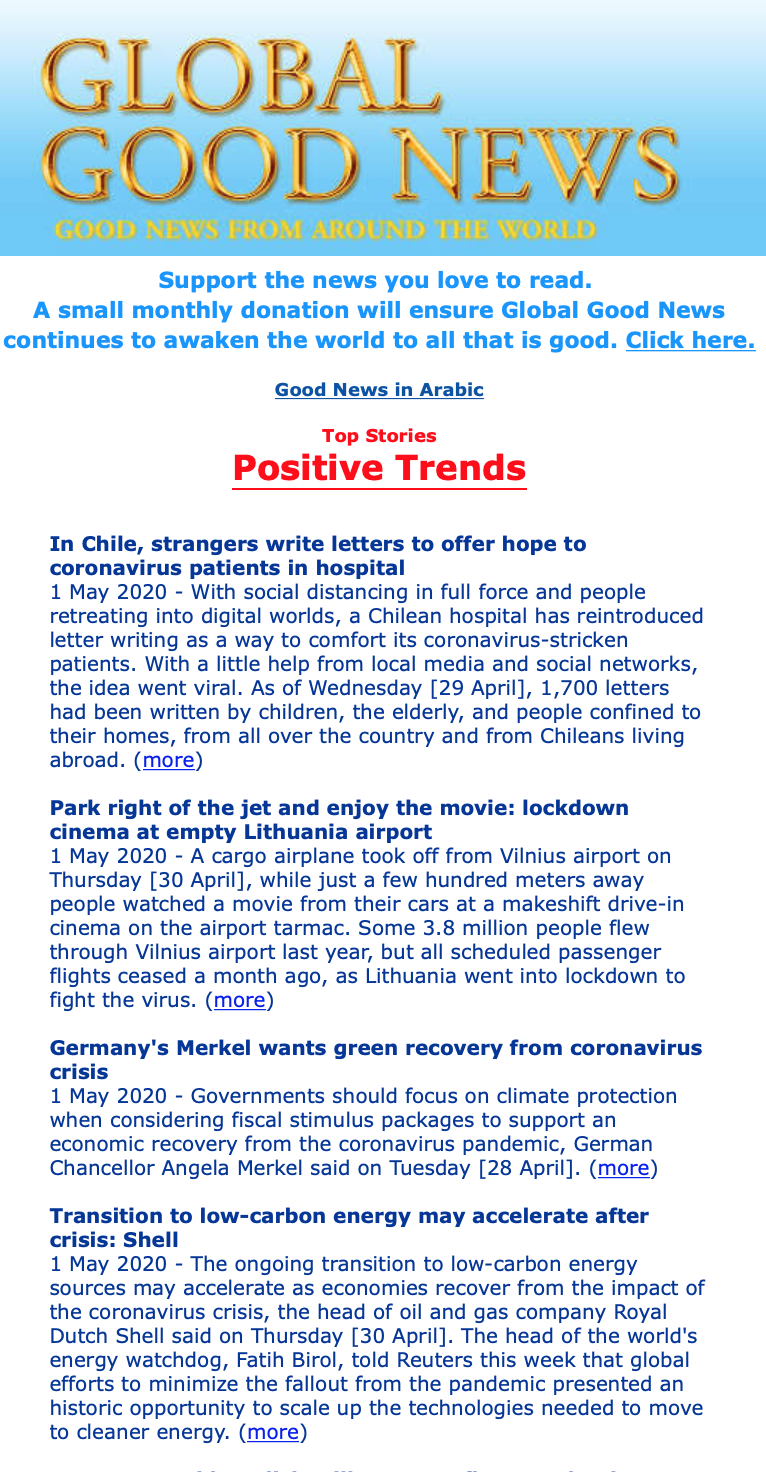 GLOBAL
GOOD NEWS
GOOD NEWS FROM AROUND THE WORLD
Support the news you love to read.
A small monthly donation will ensure Global Good News
continues to awaken the world to all that is good. Click here.
Good News in Arabic
Top Stories
Positive Trends
In Chile, strangers write letters to offer hope to
coronavirus patients in hospital
1 May 2020 - With social distancing in full force and people
retreating into digital worlds, a Chilean hospital has reintroduced
letter writing as a way to comfort its coronavirus-stricken
patients. With a little help from local media and social networks,
the idea went viral. As of Wednesday [29 April], 1,700 letters
had been written by children, the elderly, and people confined to
their homes, from all over the country and from Chileans living
abroad. (more)
Park right of the jet and enjoy the movie: lockdown
cinema at empty Lithuania airport
1 May 2020 - A cargo airplane took off from Vilnius airport on
Thursday [30 April], while just a few hundred meters away
people watched a movie from their cars at a makeshift drive-in
cinema on the airport tarmac. Some 3.8 million people flew
through Vilnius airport last year, but all scheduled passenger
flights ceased a month ago, as Lithuania went into lockdown to
fight the virus. (more)
Germany's Merkel wants green recovery from coronavirus
crisis
1 May 2020 - Governments should focus on climate protection
when considering fiscal stimulus packages to support an
economic recovery from the coronavirus pandemic, German
Chancellor Angela Merkel said on Tuesday [28 April]. (more)
Transition to low-carbon energy may accelerate after
crisis: Shell
1 May 2020 - The ongoing transition to low-carbon energy
sources may accelerate as economies recover from the impact of
the coronavirus crisis, the head of oil and gas company Royal
Dutch Shell said on Thursday [30 April]. The head of the world's
energy watchdog, Fatih Birol, told Reuters this week that global
efforts to minimize the fallout from the pandemic presented an
historic opportunity to scale up the technologies needed to move
to cleaner energy. (more)